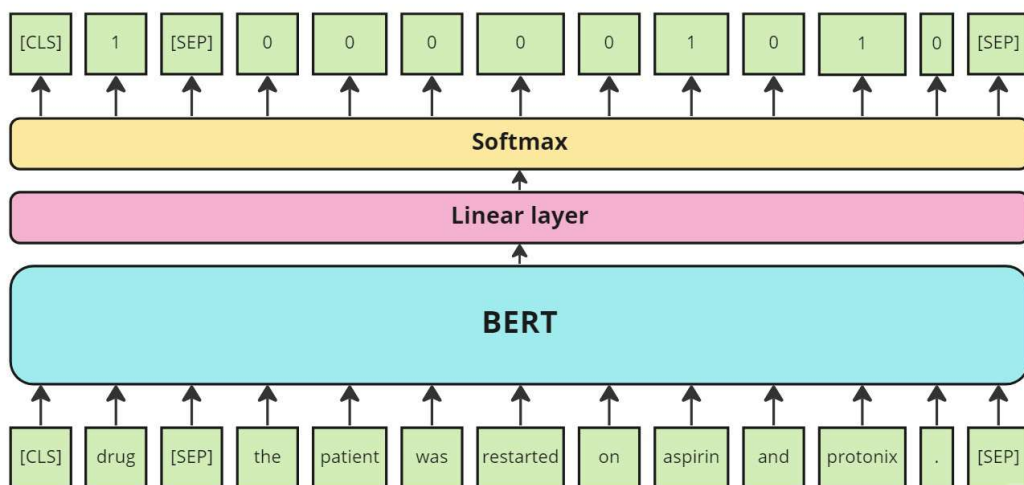 [CLS] 1 [SEP] 0 0 0 0 0 1 0 1 0 [SEP]
Softmax
Linear layer
BERT
[CLS] drug [SEP] the patient was restarted on aspirin and protonix . [SEP]